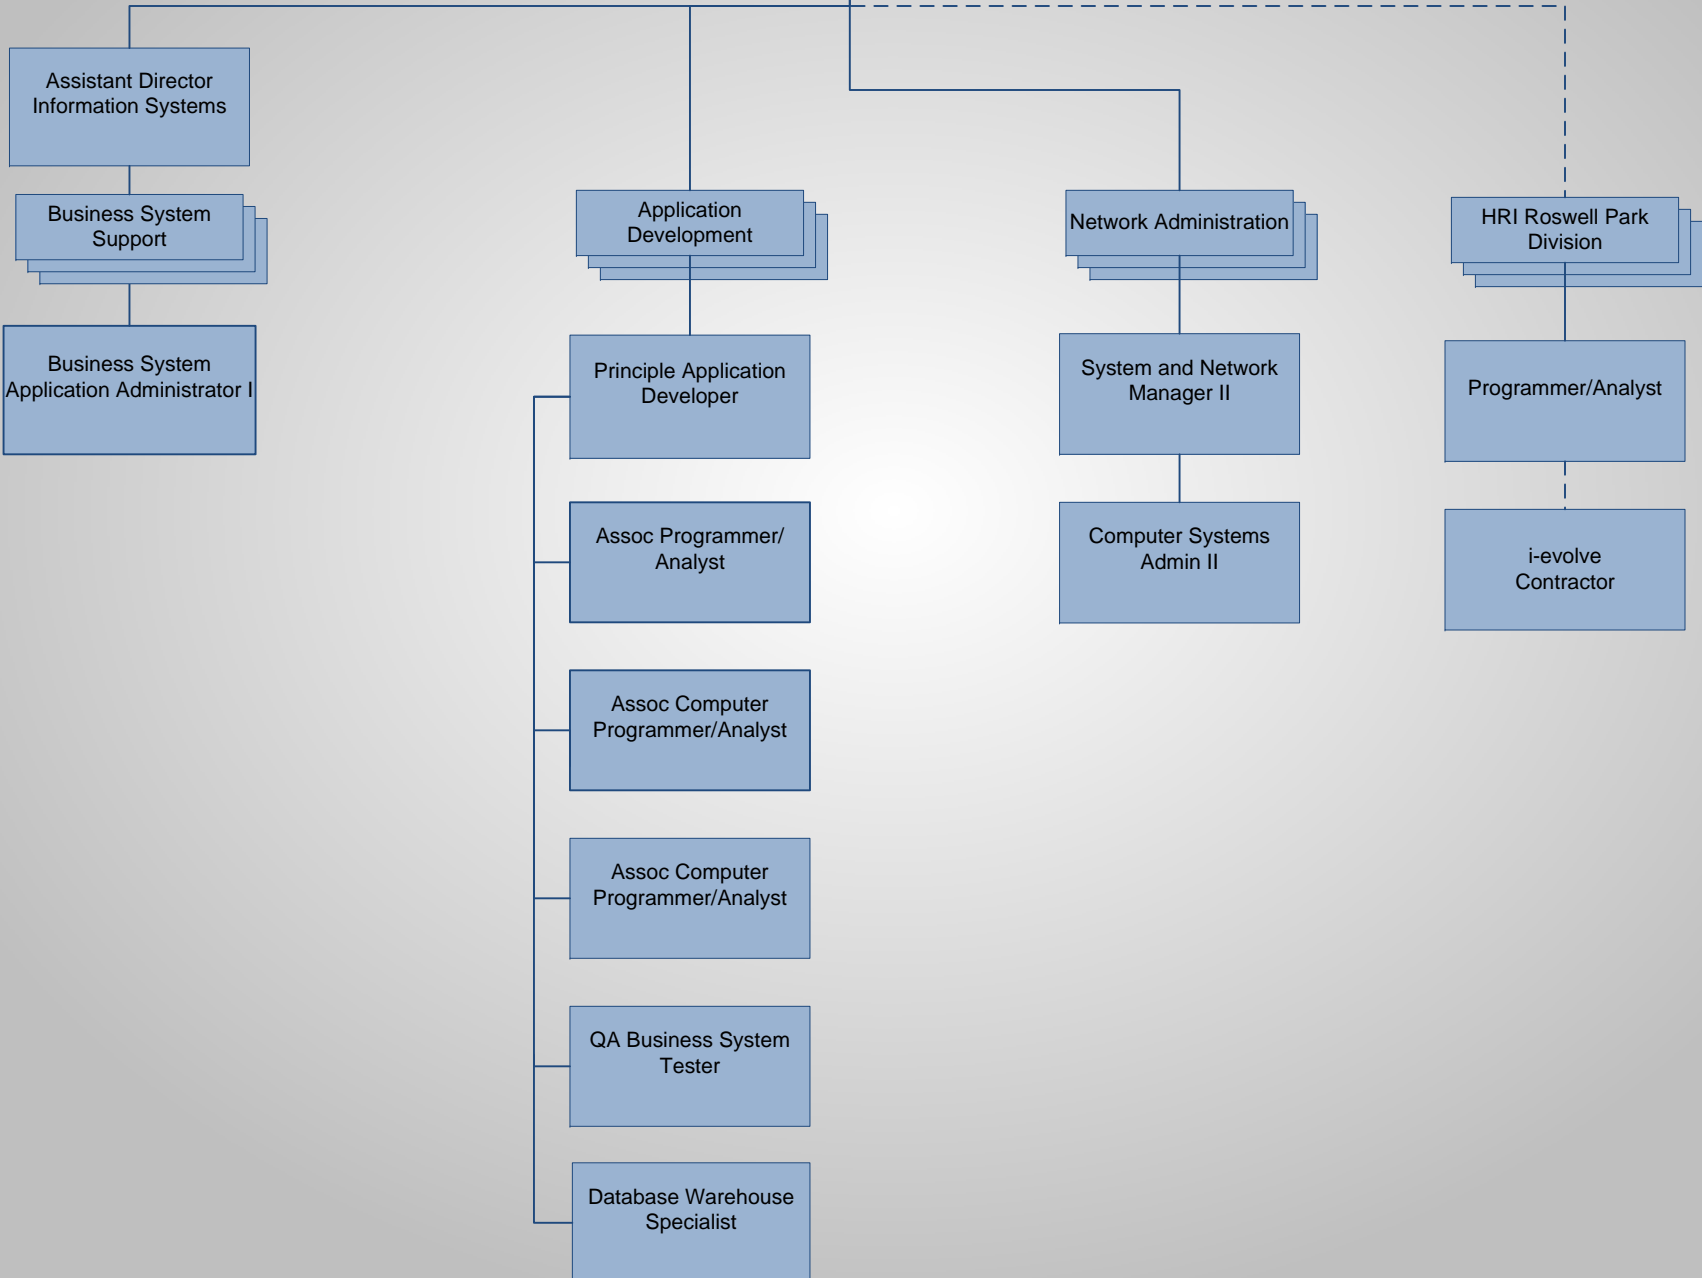 Assistant Director
Information Systems
Business System
Support
Business System
Application Administrator I
Application
Development
Principle Application
Developer
Assoc Programmer/
Analyst
Assoc Computer
Programmer/Analyst
Assoc Computer
Programmer/Analyst
QA Business System
Tester
Database Warehouse
Specialist
Network Administration
System and Network
Manager II
Computer Systems
Admin II
HRI Roswell Park
Division
Programmer/Analyst
i-evolve
Contractor